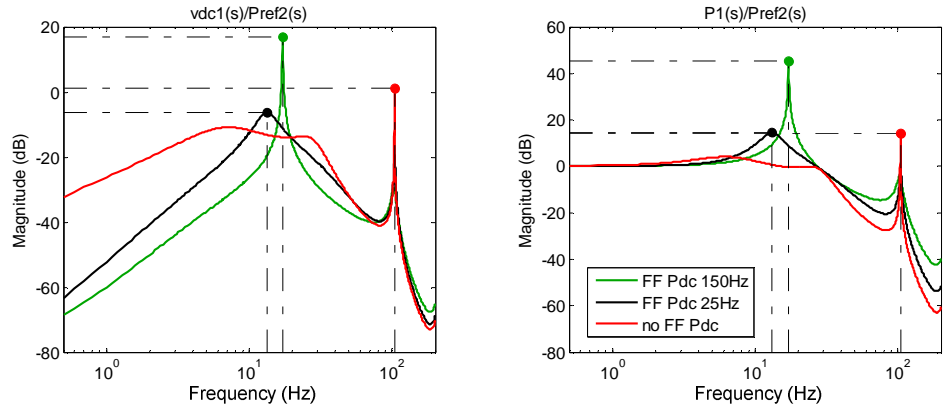 vdc1(s)/Pref2(s)
20
0
-20
-40
-60
-80
Magnitude (dB)
10^0
10^1
10^2
Frequency (Hz)
P1(s)/Pref2(s)
60
40
20
0
-20
-40
-60
-80
Magnitude (dB)
FF Pdc 150Hz
FF Pdc 25Hz
no FF Pdc
10^0
10^1
10^2
Frequency (Hz)